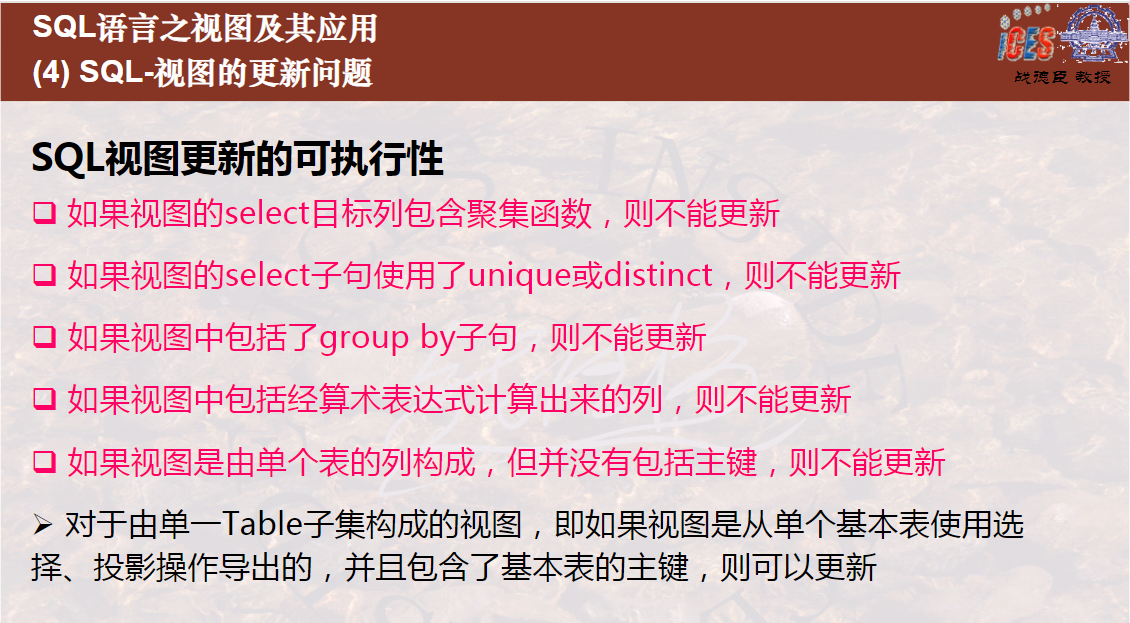 SQL语言之视图及其应用
(4) SQL-视图的更新问题
iCES
战德臣 教授
SQL视图更新的可执行性
❑ 如果视图的select目标列包含聚集函数，则不能更新
❑ 如果视图的select子句使用了unique或distinct，则不能更新
❑ 如果视图中包括了group by子句，则不能更新
❑ 如果视图中包括经算术表达式计算出来的列，则不能更新
❑ 如果视图是由单个表的列构成，但并没有包括主键，则不能更新
➢ 对于由单一Table子集构成的视图，即如果视图是从单个基本表使用选
择、投影操作导出的，并且包含了基本表的主键，则可以更新